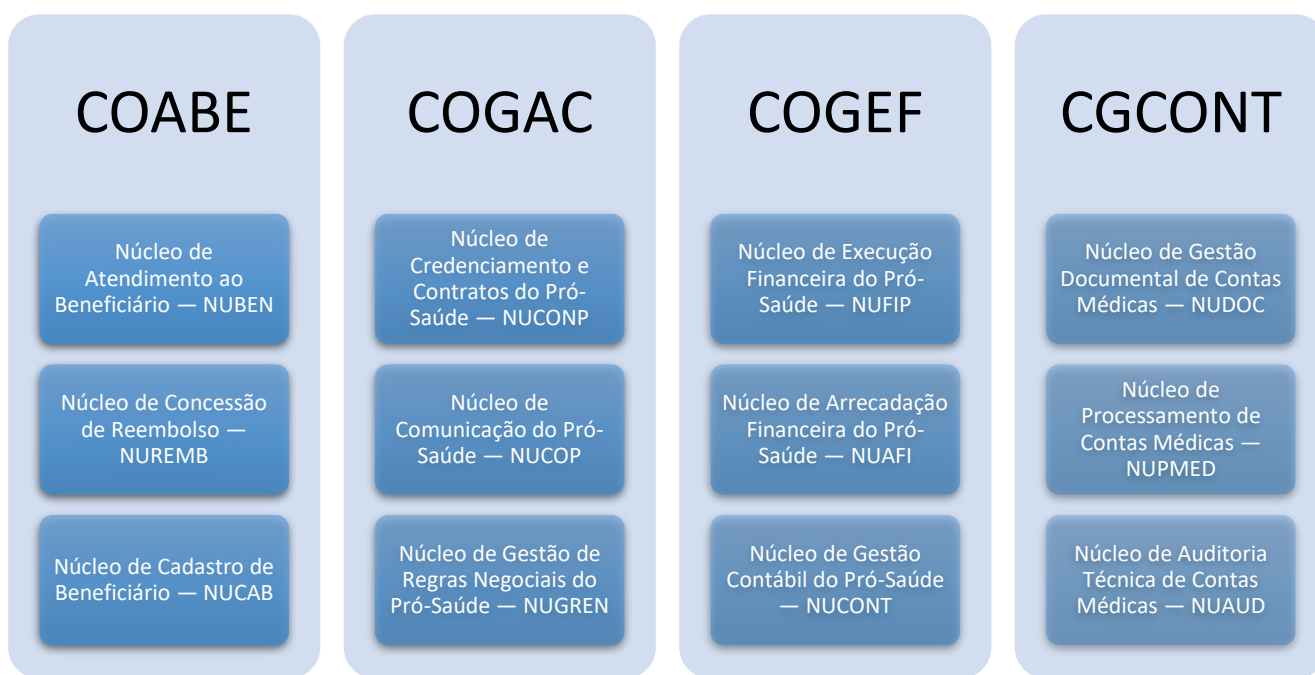 COABE
Núcleo de
Atendimento ao
Beneficiário — NUBEN
Núcleo de Concessão
de Reembolso —
NUREMB
Núcleo de Cadastro de
Beneficiário — NUCAB
COGAC
Núcleo de
Credenciamento e
Contratos do Pró-
Saúde — NUCONP
Núcleo de
Comunicação do Pró-
Saúde — NUCOP
Núcleo de Gestão de
Regras Negociais do
Pró-Saúde — NUGREN
COGEF
Núcleo de Execução
Financeira do Pró-
Saúde — NUFIP
Núcleo de Arrecadação
Financeira do Pró-
Saúde — NUAFI
Núcleo de Gestão
Contábil do Pró-Saúde
— NUCONT
CGCONT
Núcleo de Gestão
Documental de Contas
Médicas — NUDOC
Núcleo de
Processamento de
Contas Médicas —
NUPMED
Núcleo de Auditoria
Técnica de Contas
Médicas — NUAUD